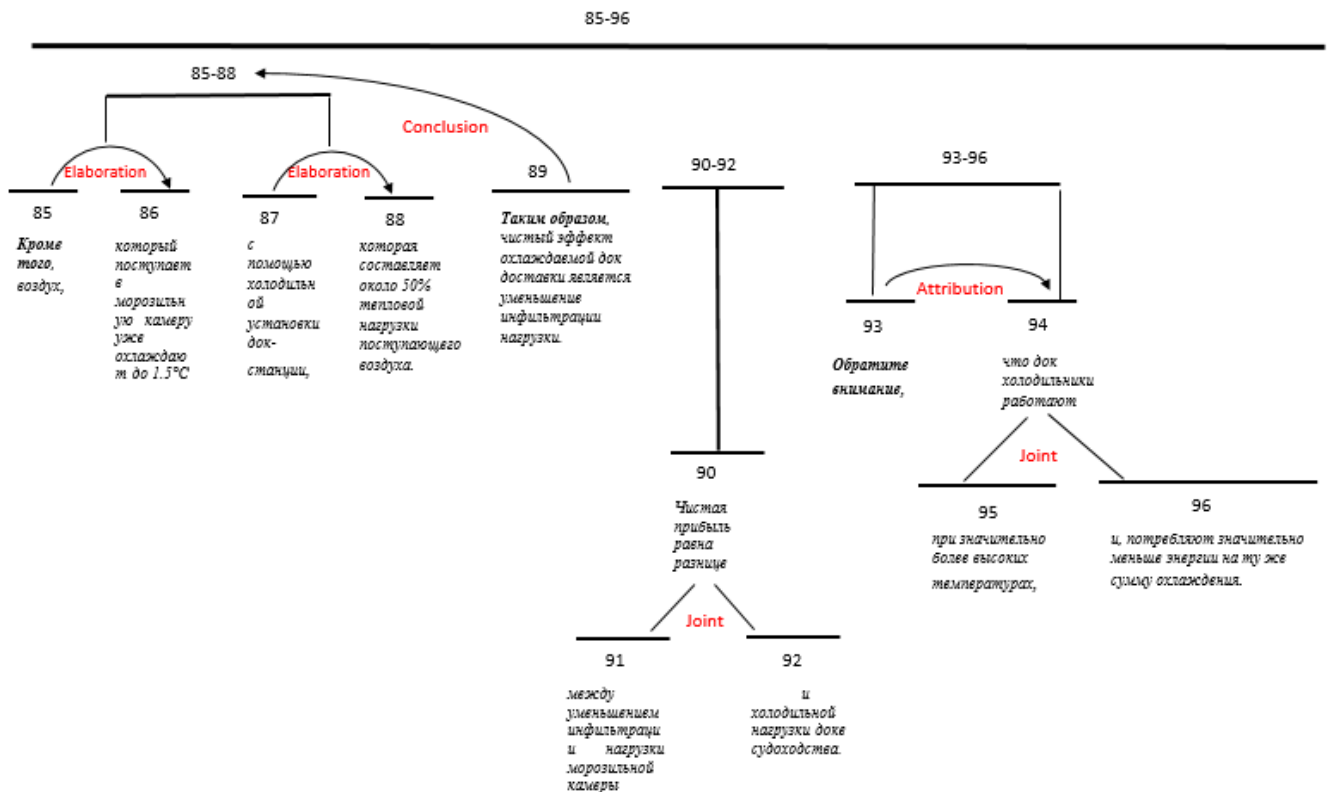 85-96
85-88
Conclusion
Elaboration
Elaboration
85
Кроме
того,
воздух,
86
который
поступает
в
морозильн
ую камеру
уже
охлаждаю
т до 1.5°C
87
с
помощью
холодильн
ой
установки
док-
станции,
88
которая
составляет
около 50%
тепловой
нагрузки
поступающего
воздуха.
89
Таким образом,
чистый эффект
охлаждаемой док
доставки является
уменьшение
инфильтрации
нагрузки.
90-92
90
Чистая
прибыль
равна
разнице
Joint
91
между
уменьшением
инфильтраци
и нагрузки
морозильной
камеры
92
и
холодильной
нагрузки доке
судоходства.
93-96
Attribution
93
Обратите
внимание,
94
что док
холодильники
работают
Joint
95
при значительно
более высоких
температурах,
96
и, потребляют значительно
меньше энергии на ту же
сумму охлаждения.